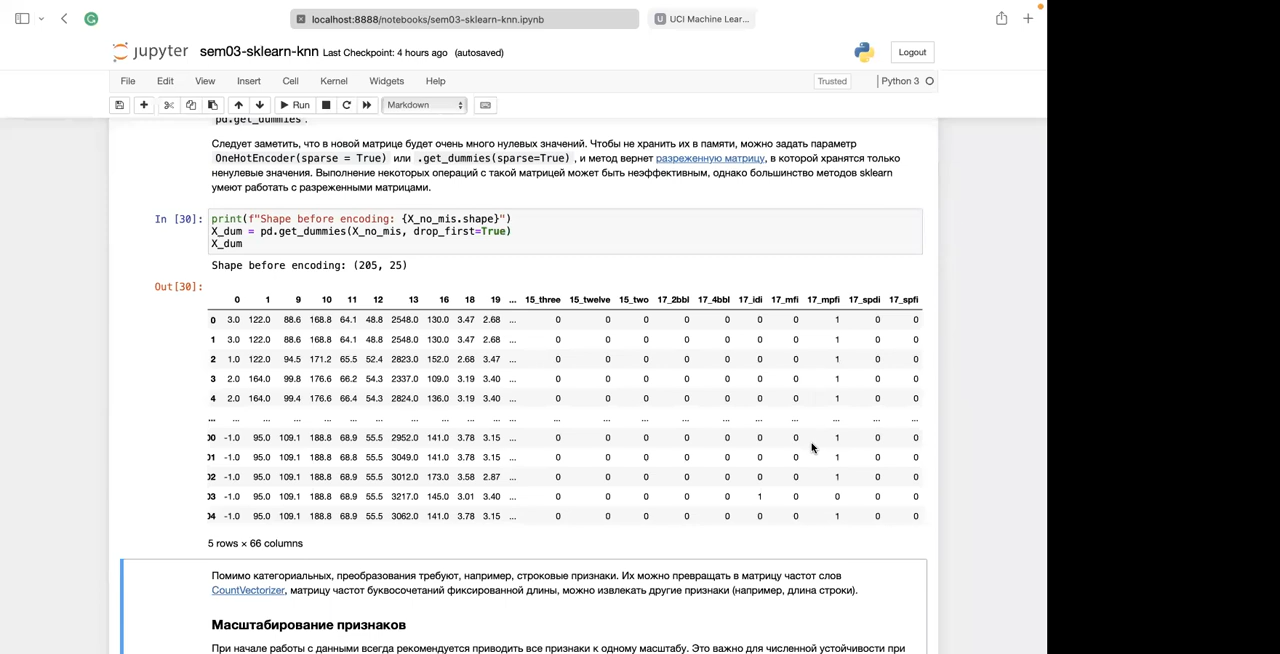 localhost:8888/notebooks/sem03-sklearn-knn.ipynb
UCI Machine Lear...
jupyter sem03-sklearn-knn Last Checkpoint: 4 hours ago (autosaved)
Logout
File Edit View Insert Cell Kernel Widgets Help
Trusted Python 3
Run Markdown
pd.get_dummies .
Следует заметить, что в новой матрице будет очень много нулевых значений. Чтобы не хранить их в памяти, можно задать параметр
OneHotEncoder(sparse = True) или .get_dummies(sparse=True) , и метод вернет разреженную матрицу, в которой хранятся только
ненулевые значения. Выполнение некоторых операций с такой матрицей может быть неэффективным, однако большинство методов sklearn
умеют работать с разреженными матрицами.
In [30]: print(f"Shape before encoding: {X_no_mis.shape}")
X_dum = pd.get_dummies(X_no_mis, drop_first=True)
X_dum
Shape before encoding: (205, 25)
Out[30]:
0 1 9 10 11 12 13 16 18 19 ... 15_three 15_twelve 15_two 17_2bbl 17_4bbl 17_idi 17_mfi 17_mpfi 17_spdi 17_spfi
0 3.0 122.0 88.6 168.8 64.1 48.8 2548.0 130.0 3.47 2.68 ... 0 0 0 0 0 0 0 1 0 0
1 3.0 122.0 88.6 168.8 64.1 48.8 2548.0 130.0 3.47 2.68 ... 0 0 0 0 0 0 0 1 0 0
2 1.0 122.0 94.5 171.2 65.5 52.4 2823.0 152.0 2.68 3.47 ... 0 0 0 0 0 0 0 1 0 0
3 2.0 164.0 99.8 176.6 66.2 54.3 2337.0 109.0 3.19 3.40 ... 0 0 0 0 0 0 0 1 0 0
4 2.0 164.0 99.4 176.6 66.4 54.3 2824.0 136.0 3.19 3.40 ... 0 0 0 0 0 0 0 1 0 0
... ... ... ... ... ... ... ... ... ... ... ... ... ... ... ... ... ... ... ... ... ...
00 -1.0 95.0 109.1 188.8 68.9 55.5 2952.0 141.0 3.78 3.15 ... 0 0 0 0 0 0 0 1 0 0
01 -1.0 95.0 109.1 188.8 68.8 55.5 3049.0 141.0 3.78 3.15 ... 0 0 0 0 0 0 0 1 0 0
02 -1.0 95.0 109.1 188.8 68.9 55.5 3012.0 173.0 3.58 2.87 ... 0 0 0 0 0 0 0 1 0 0
03 -1.0 95.0 109.1 188.8 68.9 55.5 3217.0 145.0 3.01 3.40 ... 0 0 0 0 0 1 0 0 0 0
04 -1.0 95.0 109.1 188.8 68.9 55.5 3062.0 141.0 3.78 3.15 ... 0 0 0 0 0 0 0 1 0 0
5 rows × 66 columns
Помимо категориальных, преобразования требуют, например, строковые признаки. Их можно превращать в матрицу частот слов
CountVectorizer, матрицу частот буквосочетаний фиксированной длины, можно извлекать другие признаки (например, длина строки).
Масштабирование признаков
При начале работы с данными всегда рекомендуется приводить все признаки к одному масштабу. Это важно для численной устойчивости при